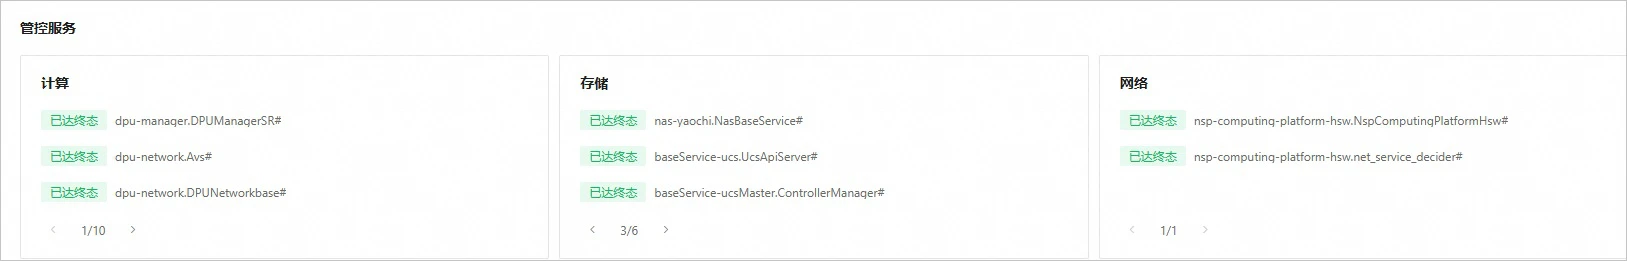 管控服务
计算
已达终态 dpu-manager.DPUManagerSR#
已达终态 dpu-network.Avs#
已达终态 dpu-network.DPUNetworkbase#
< 1/10 >
存储
已达终态 nas-yaochi.NasBaseService#
已达终态 baseService-ucs.UcsApiServer#
已达终态 baseService-ucsMaster.ControllerManager#
< 3/6 >
网络
已达终态 nsp-computing-platform-hsw.NspComputingPlatformHsw#
已达终态 nsp-computing-platform-hsw.net_service_decider#
< 1/1 >